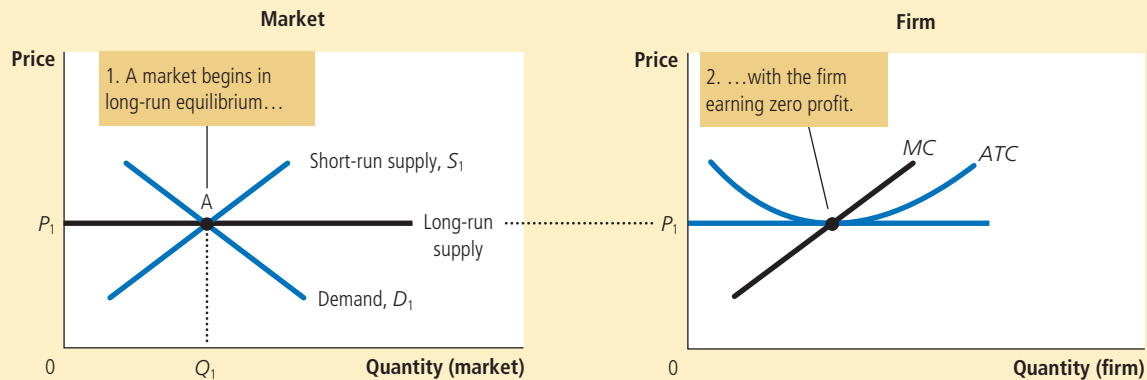 Market
Price
1. A market begins in
long-run equilibrium…
Short-run supply, S₁
A
P₁
Long-run
supply
Demand, D₁
0
Q₁
Quantity (market)
Firm
Price
2. …with the firm
earning zero profit.
MC
ATC
P₁
0
Quantity (firm)